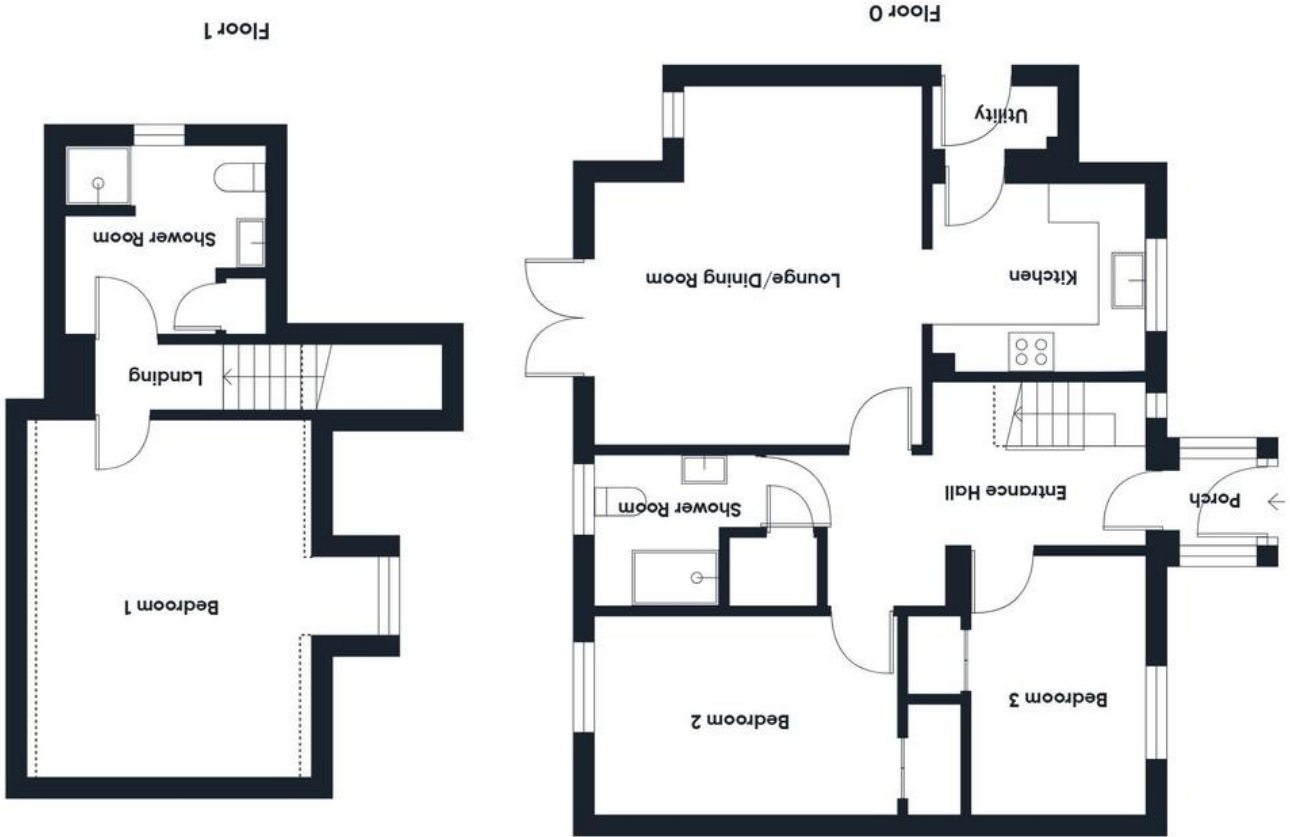 Bedroom 3
Bedroom 2
Porch
Entrance Hall
Shower Room
Kitchen
Lounge/Dining Room
Utility
Floor 0
Bedroom 1
Landing
Shower Room
Floor 1